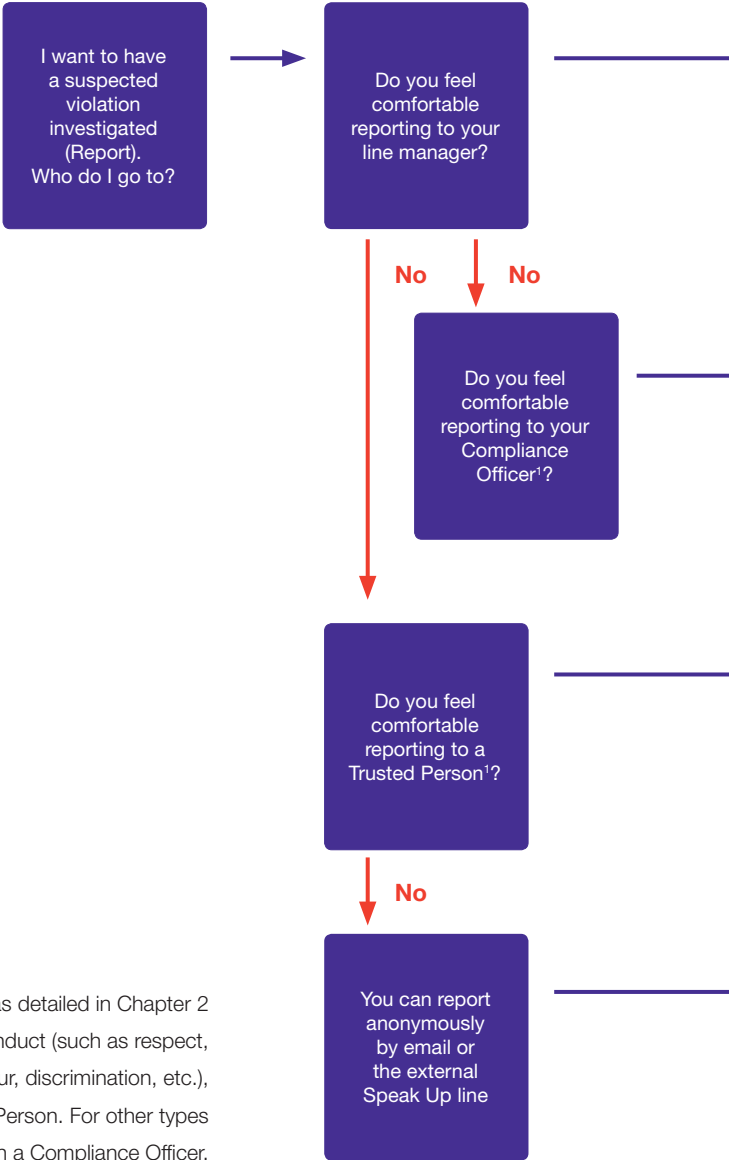 I want to have
a suspected
violation
investigated
(Report).
Who do I go to?
Do you feel
comfortable
reporting to your
line manager?
No
No
Do you feel
comfortable
reporting to your
Compliance
Officer¹?
Do you feel
comfortable
reporting to a
Trusted Person¹?
No
You can report
anonymously
by email or
the external
Speak Up line
as detailed in Chapter 2
(such as respect,
discrimination, etc.),
Person. For other types
a Compliance Officer.